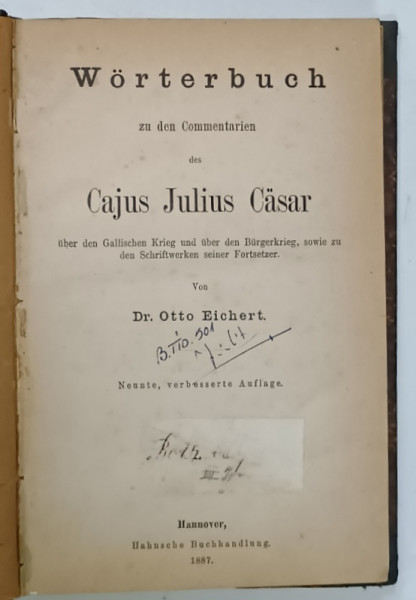 Wörterbuch
zu den Commentarien
des
Cajus Julius Cäsar
über den Gallischen Krieg und über den Bürgerkrieg, sowie zu
den Schriftwerken seiner Fortsetzer.
Von
Dr. Otto Eichert.
Neunte, verbesserte Auflage.
Hannover,
Hahnsche Buchhandlung.
1887.